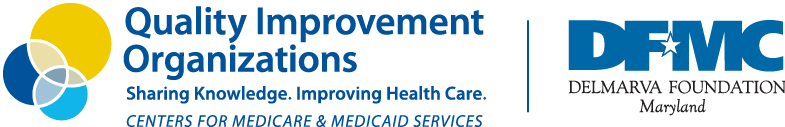 Quality Improvement
Organizations
Sharing Knowledge. Improving Health Care.
CENTERS FOR MEDICARE & MEDICAID SERVICES
DFMC
DELMARVA FOUNDATION
Maryland